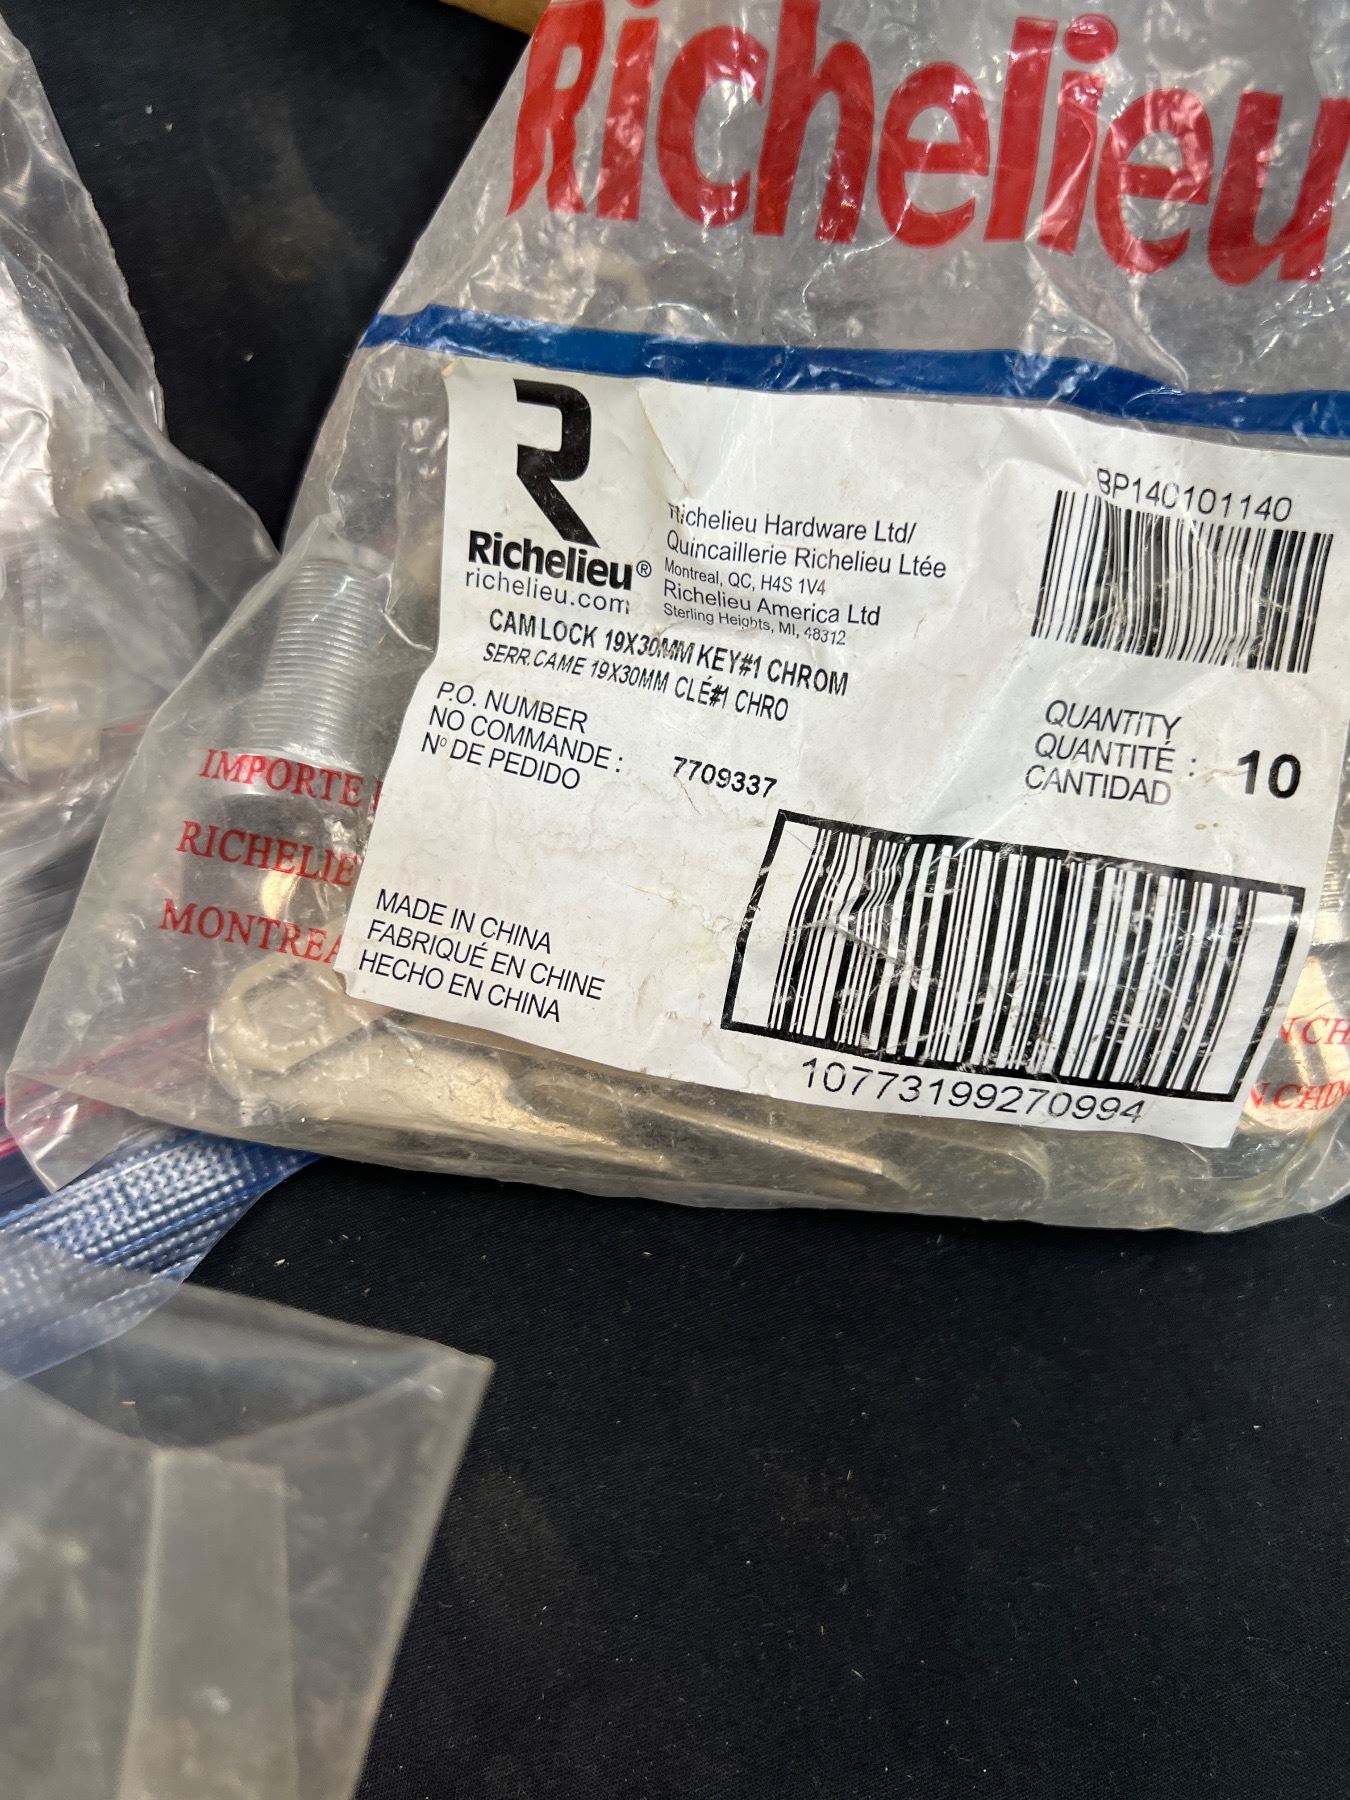 Richelieu
Richelieu®
richelieu.com
Richelieu Hardware Ltd/
Quincaillerie Richelieu Ltée
Montreal, QC, H4S 1V4
Richelieu America Ltd
Sterling Heights, MI, 48312
BP140101140
CAM LOCK 19X30MM KEY#1 CHROM
SERR.CAME 19X30MM CLÉ#1 CHRO
P.O. NUMBER
NO COMMANDE :
Nº DE PEDIDO
7709337
QUANTITY
QUANTITÉ :
CANTIDAD
10
IMPORTE
RICHELIE
MONTREA
MADE IN CHINA
FABRIQUÉ EN CHINE
HECHO EN CHINA
10773199270994